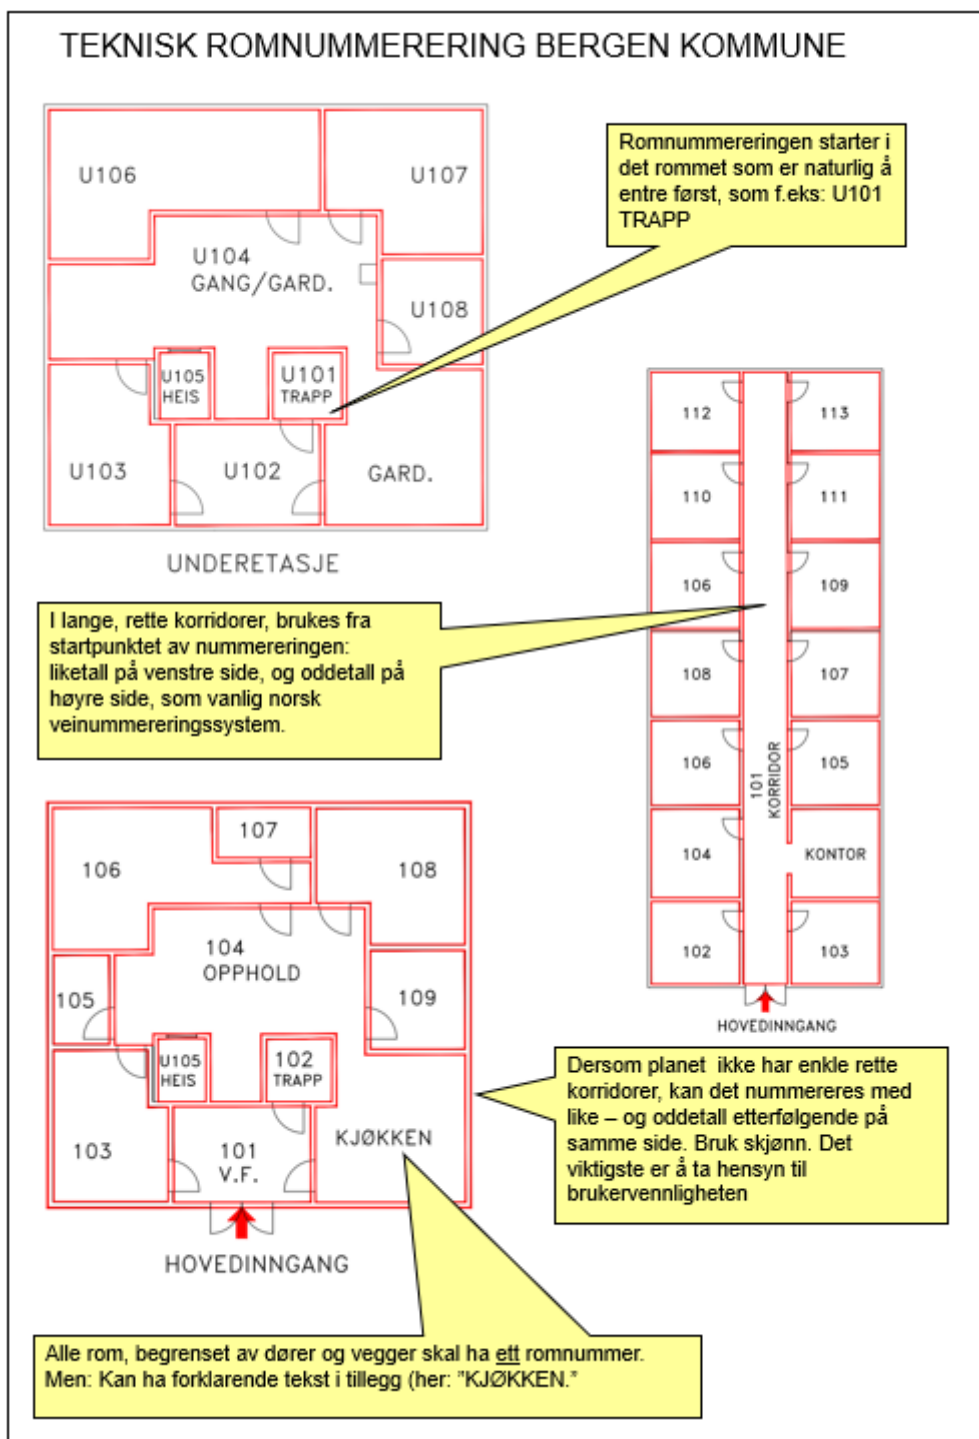 TEKNISK ROMNUMMERERING BERGEN KOMMUNE
U106
U107
U104
GANG/GARD.
U108
U105
HEIS
U101
TRAPP
U103
U102
GARD.
UNDERETASJE
Romnummereringen starter i
det rommet som er naturlig å
entre først, som f.eks: U101
TRAPP
112
113
110
111
106
109
108
107
106
105
101
KORRIDOR
104
KONTOR
102
103
HOVEDINNGANG
I lange, rette korridorer, brukes fra
startpunktet av nummereringen:
liketall på venstre side, og oddetall på
høyre side, som vanlig norsk
veinummereringssystem.
107
106
108
104
OPPHOLD
105
109
U105
HEIS
102
TRAPP
103
101
V.F.
KJØKKEN
HOVEDINNGANG
Dersom planet ikke har enkle rette
korridorer, kan det nummereres med
like – og oddetall etterfølgende på
samme side. Bruk skjønn. Det
viktigste er å ta hensyn til
brukervennligheten
Alle rom, begrenset av dører og vegger skal ha ett romnummer.
Men: Kan ha forklarende tekst i tillegg (her: "KJØKKEN."